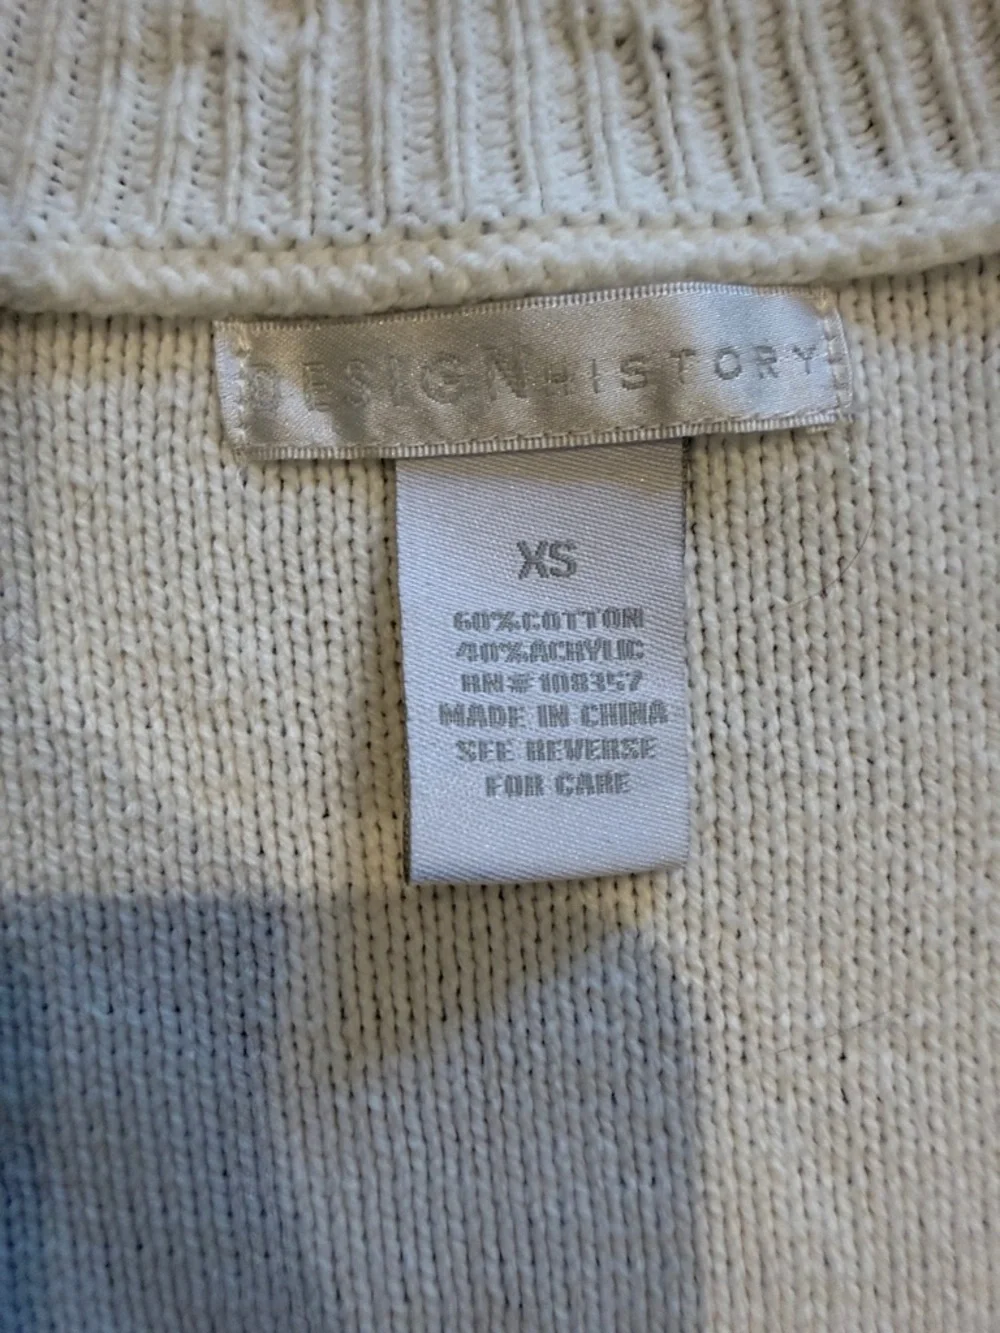 DESIGN HISTORY
XS
60% COTTON
40% ACRYLIC
RN# 108357
MADE IN CHINA
SEE REVERSE
FOR CARE